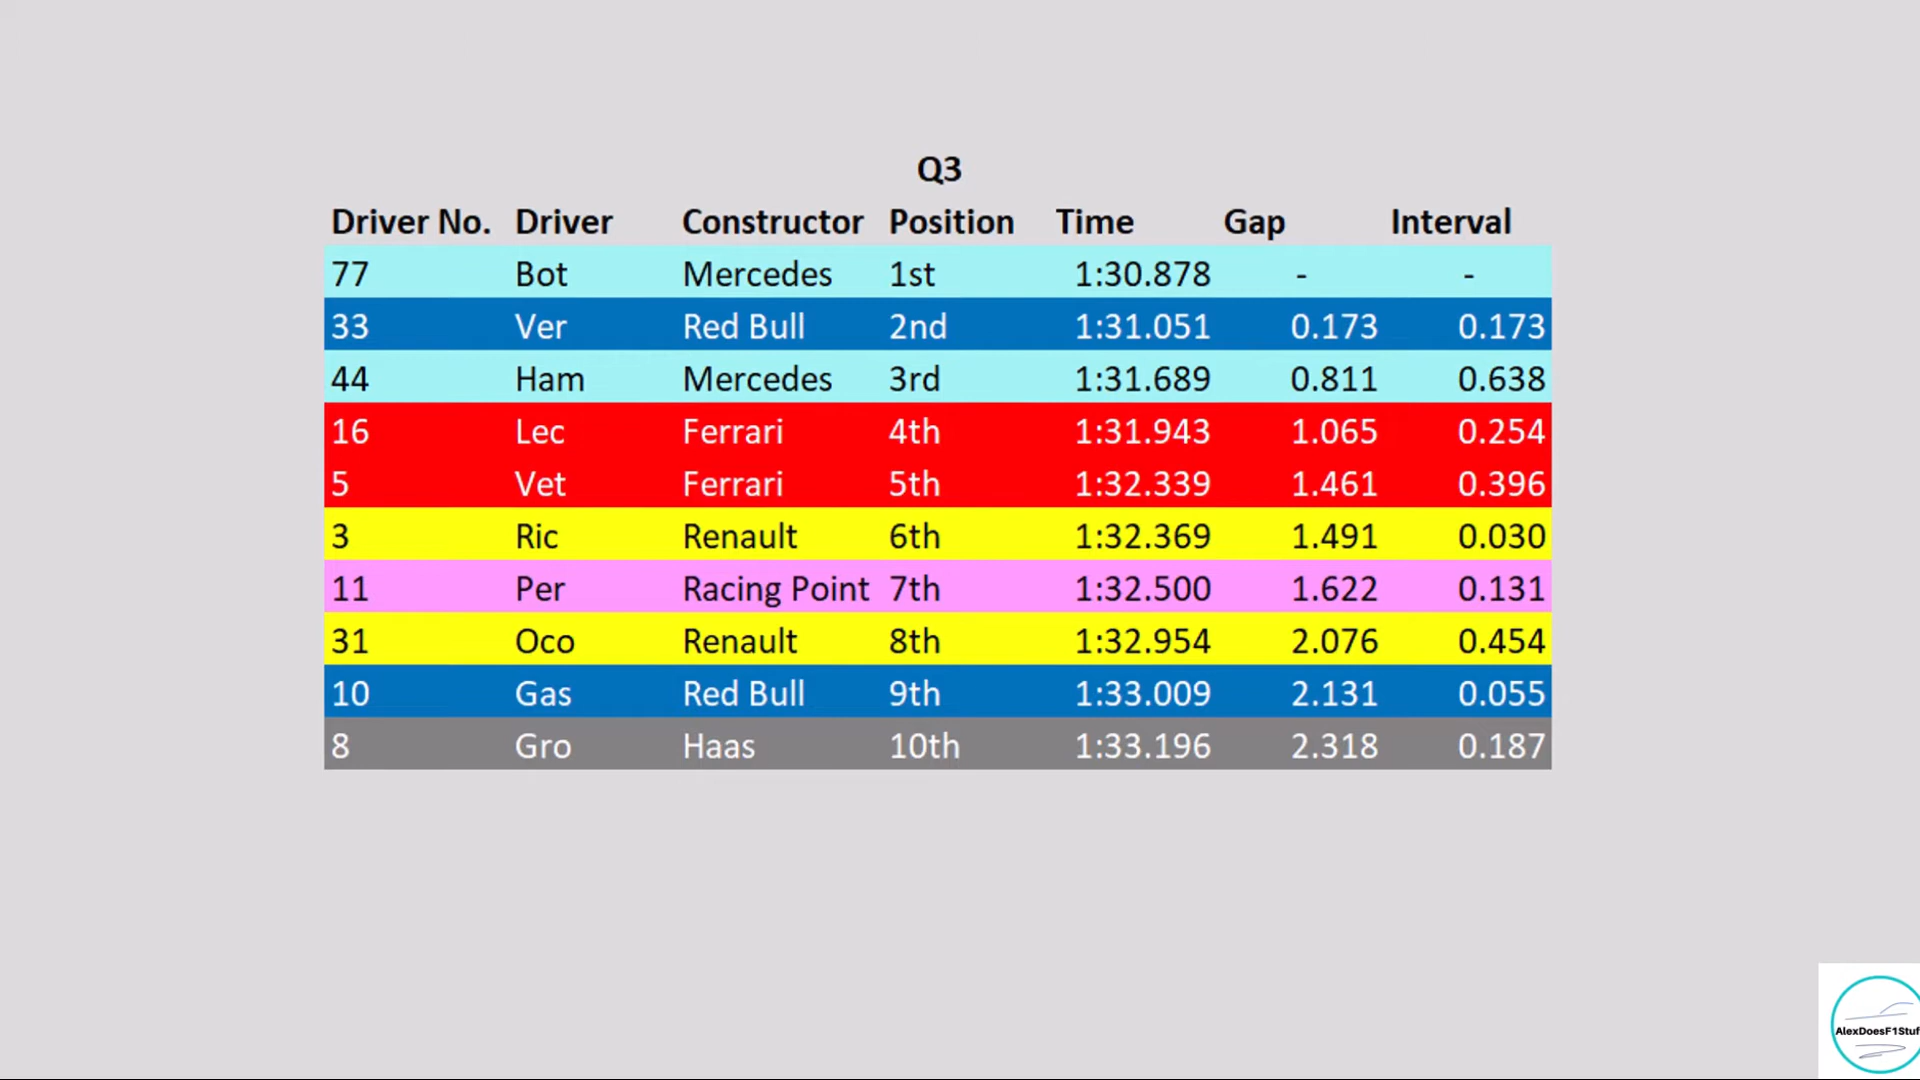 Q3
Driver No. Driver Constructor Position Time Gap Interval
77 Bot Mercedes 1st 1:30.878 - -
33 Ver Red Bull 2nd 1:31.051 0.173 0.173
44 Ham Mercedes 3rd 1:31.689 0.811 0.638
16 Lec Ferrari 4th 1:31.943 1.065 0.254
5 Vet Ferrari 5th 1:32.339 1.461 0.396
3 Ric Renault 6th 1:32.369 1.491 0.030
11 Per Racing Point 7th 1:32.500 1.622 0.131
31 Oco Renault 8th 1:32.954 2.076 0.454
10 Gas Red Bull 9th 1:33.009 2.131 0.055
8 Gro Haas 10th 1:33.196 2.318 0.187
AlexDoesF1Stuf